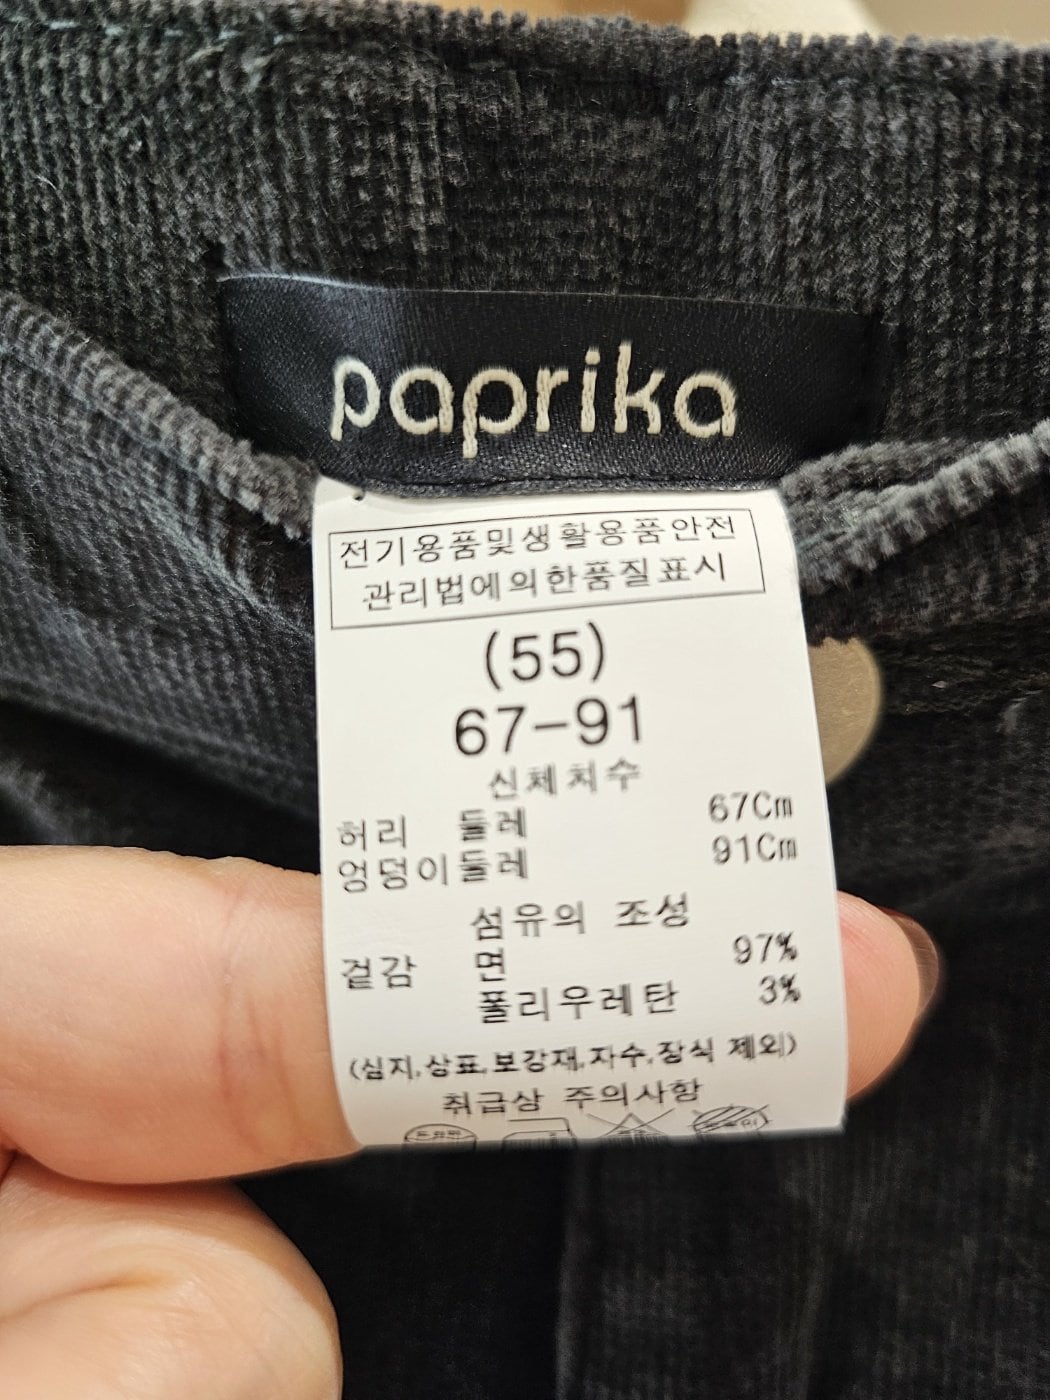 paprika
전기용품및생활용품안전
관리법에의한품질표시
(55)
67-91
신체치수
허리 둘레 67Cm
엉덩이둘레 91Cm
섬유의 조성
겉감 면 97%
폴리우레탄 3%
(심지,상표,보강재,자수,장식 제외)
취급상 주의사항